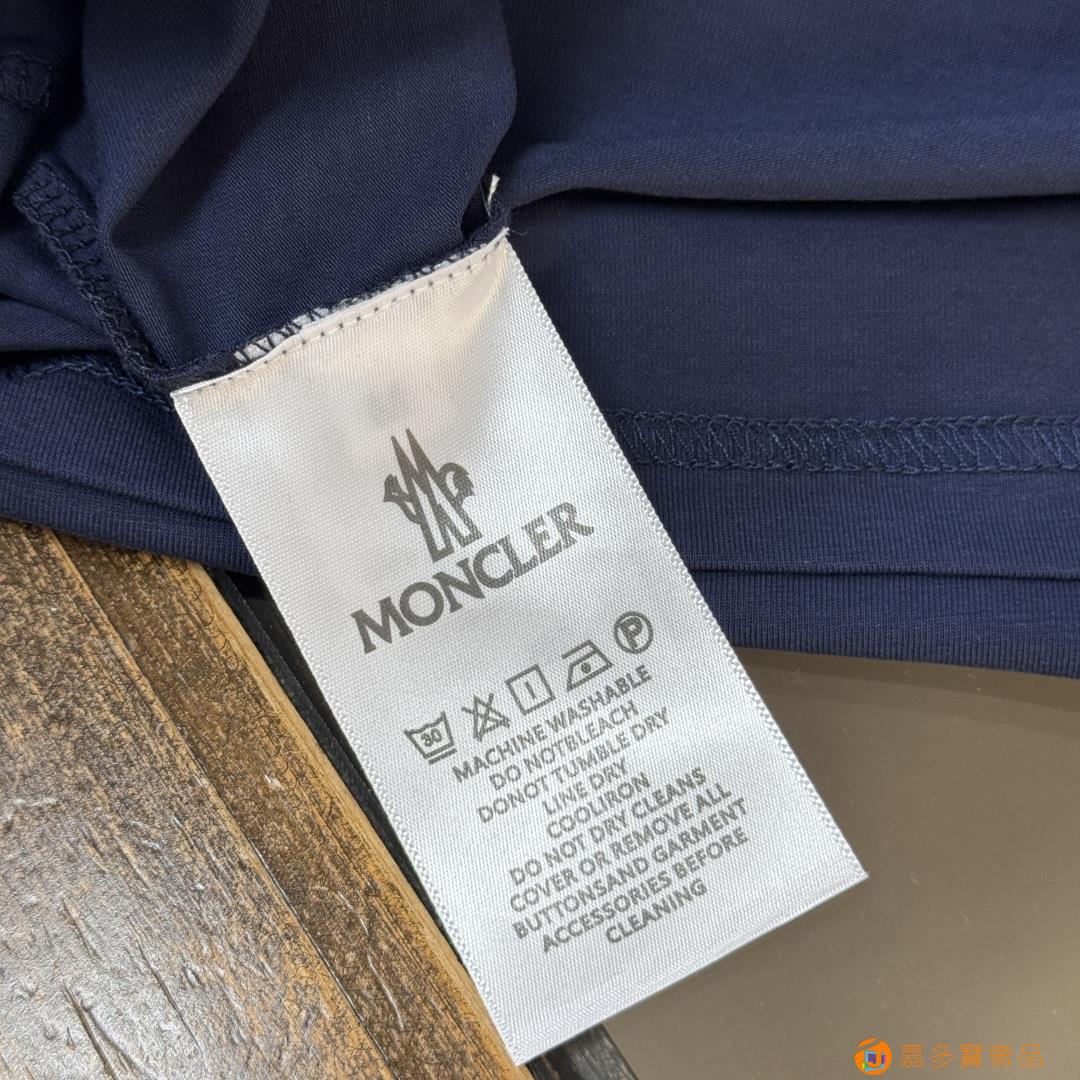 MONCLER
30
P
MACHINE WASHABLE
DO NOTBLEACH
DONOT TUMBLE DRY
LINE DRY
COOLIRON
DO NOT DRY CLEANS
COVER OR REMOVE ALL
BUTTONSAND GARMENT
ACCESSORIES BEFORE
CLEANING
嘉多寶奢品